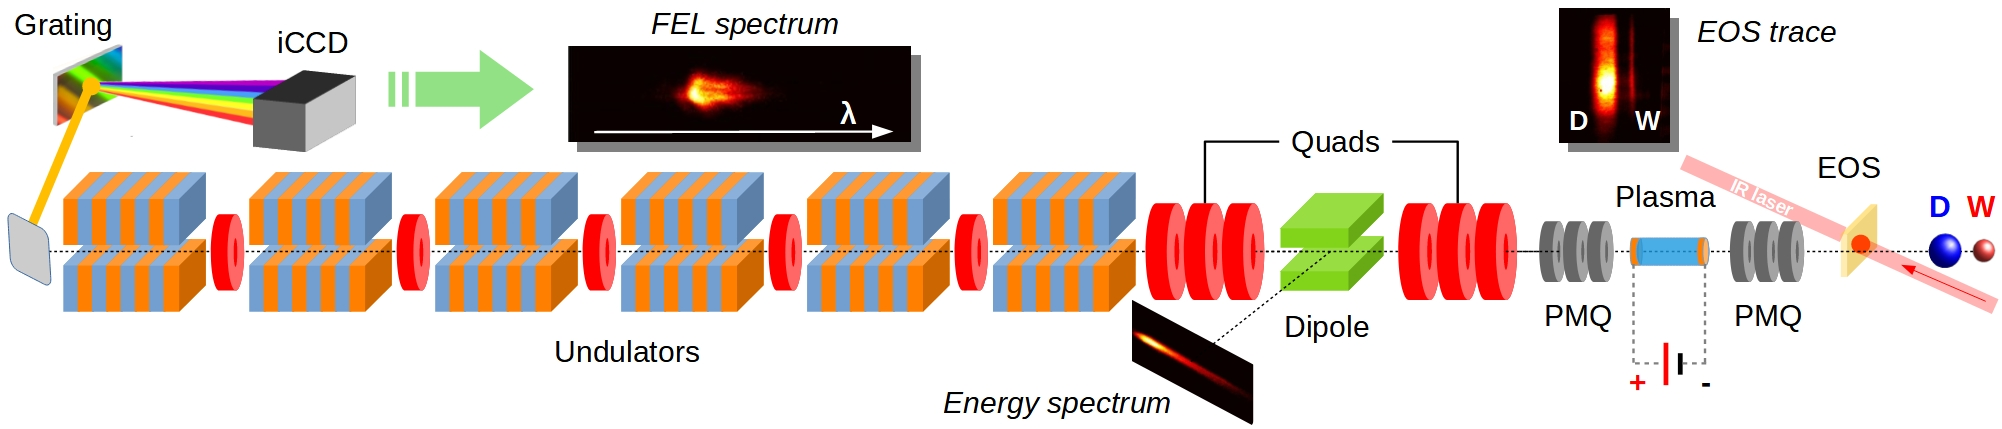 Grating
iCCD
FEL spectrum
λ
EOS trace
D W
Quads
IR laser
EOS
Plasma
D W
PMQ
PMQ
Dipole
Undulators
Energy spectrum
+ -